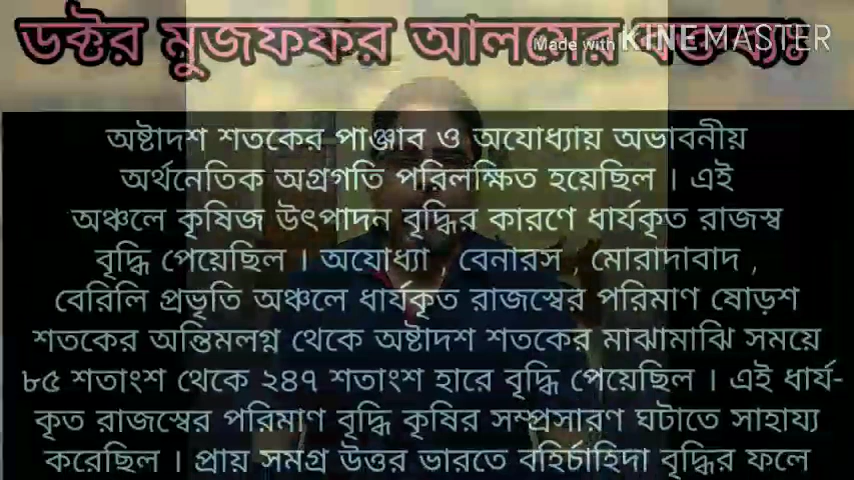 ডক্টর মুজফফর আলমের বক্তব্যঃ
Made with KINEMASTER
অষ্টাদশ শতকের পাঞ্জাব ও অযোধ্যায় অভাবনীয়
অর্থনৈতিক অগ্রগতি পরিলক্ষিত হয়েছিল । এই
অঞ্চলে কৃষিজ উৎপাদন বৃদ্ধির কারণে ধার্যকৃত রাজস্ব
বৃদ্ধি পেয়েছিল । অযোধ্যা , বেনারস , মোরাদাবাদ ,
বেরিলি প্রভৃতি অঞ্চলে ধার্যকৃত রাজস্বের পরিমাণ ষোড়শ
শতকের অন্তিমলগ্ন থেকে অষ্টাদশ শতকের মাঝামাঝি সময়ে
৮৫ শতাংশ থেকে ২৪৭ শতাংশ হারে বৃদ্ধি পেয়েছিল । এই ধার্য-
কৃত রাজস্বের পরিমাণ বৃদ্ধি কৃষির সম্প্রসারণ ঘটাতে সাহায্য
করেছিল । প্রায় সমগ্র উত্তর ভারতে বহির্চাহিদা বৃদ্ধির ফলে